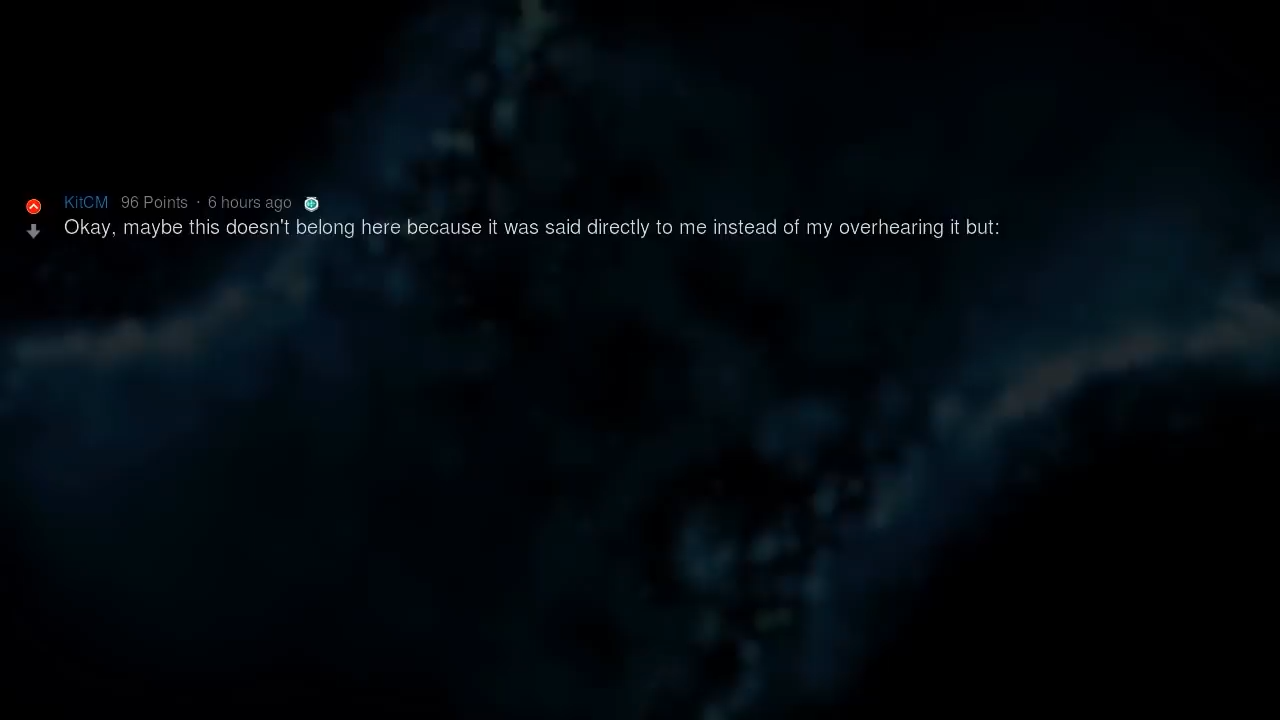 KitCM 96 Points · 6 hours ago
Okay, maybe this doesn't belong here because it was said directly to me instead of my overhearing it but: